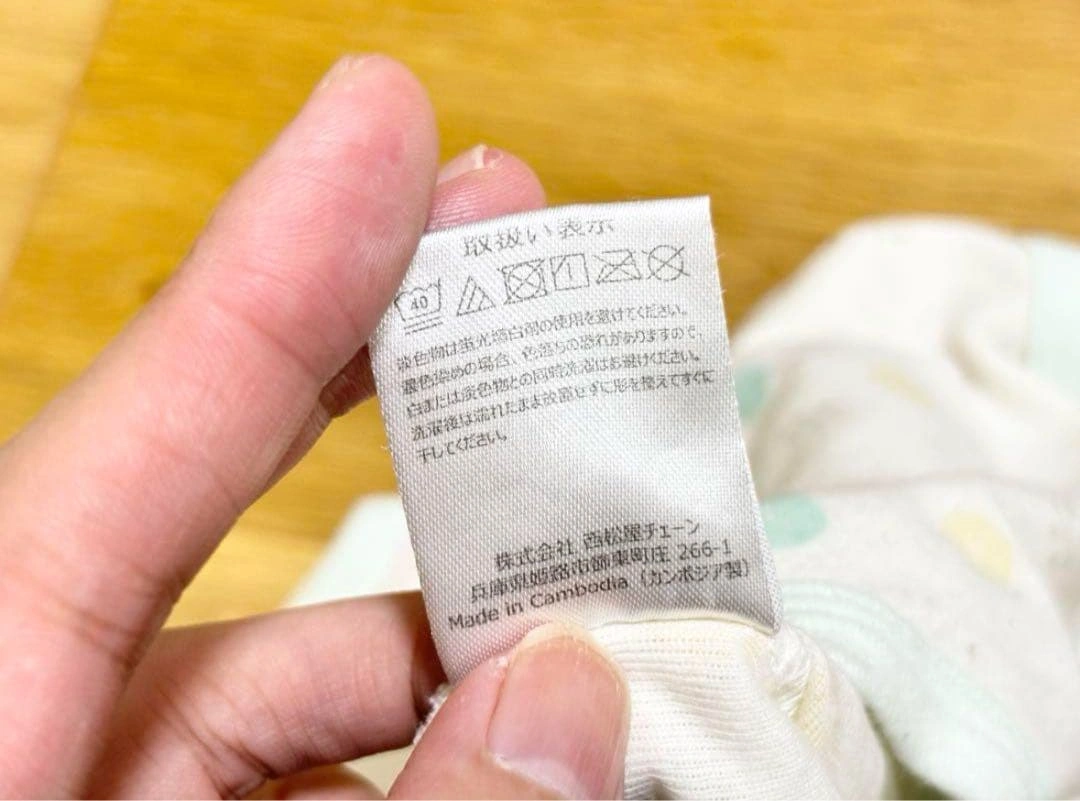 取扱い表示
40
染色物は蛍光増白剤の使用を避けてください。
濃色染めの場合、色落ちの恐れがありますので、
白または淡色物との同時洗濯はお避けください。
洗濯後は濡れたまま放置せずに形を整えてすぐに
干してください。
株式会社 西松屋チェーン
兵庫県姫路市飾東町庄 266-1
Made in Cambodia（カンボジア製）